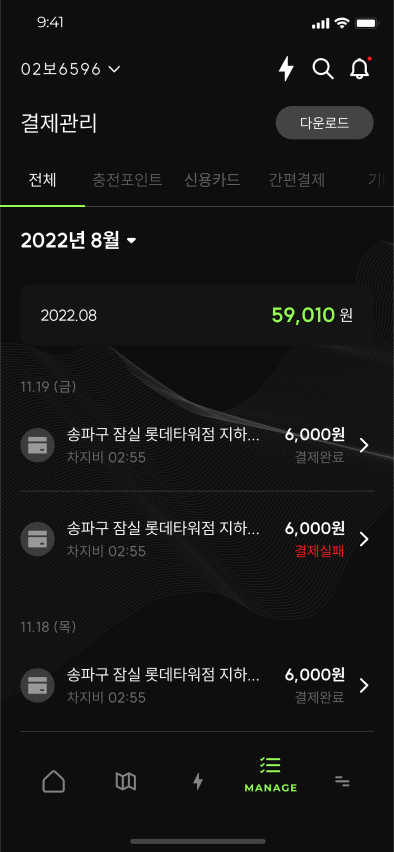 9:41
02보6596
결제관리
다운로드
전체 충전포인트 신용카드 간편결제 기
2022년 8월
2022.08 59,010 원
11.19 (금)
송파구 잠실 롯데타워점 지하... 6,000원
차지비 02:55 결제완료
송파구 잠실 롯데타워점 지하... 6,000원
차지비 02:55 결제실패
11.18 (목)
송파구 잠실 롯데타워점 지하... 6,000원
차지비 02:55 결제완료
MANAGE